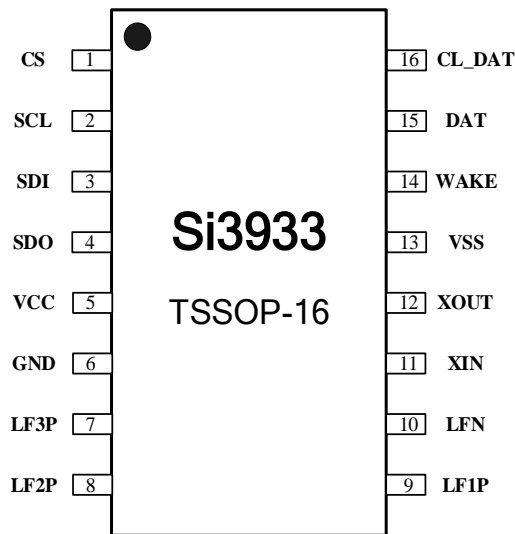 CS 1 16 CL_DAT
SCL 2 15 DAT
SDI 3 14 WAKE
Si3933
SDO 4 13 VSS
VCC 5 12 XOUT
TSSOP-16
GND 6 11 XIN
LF3P 7 10 LFN
LF2P 8 9 LF1P